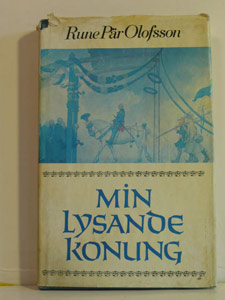 Rune Pär Olofsson
MIN
LYSANDE
KONUNG